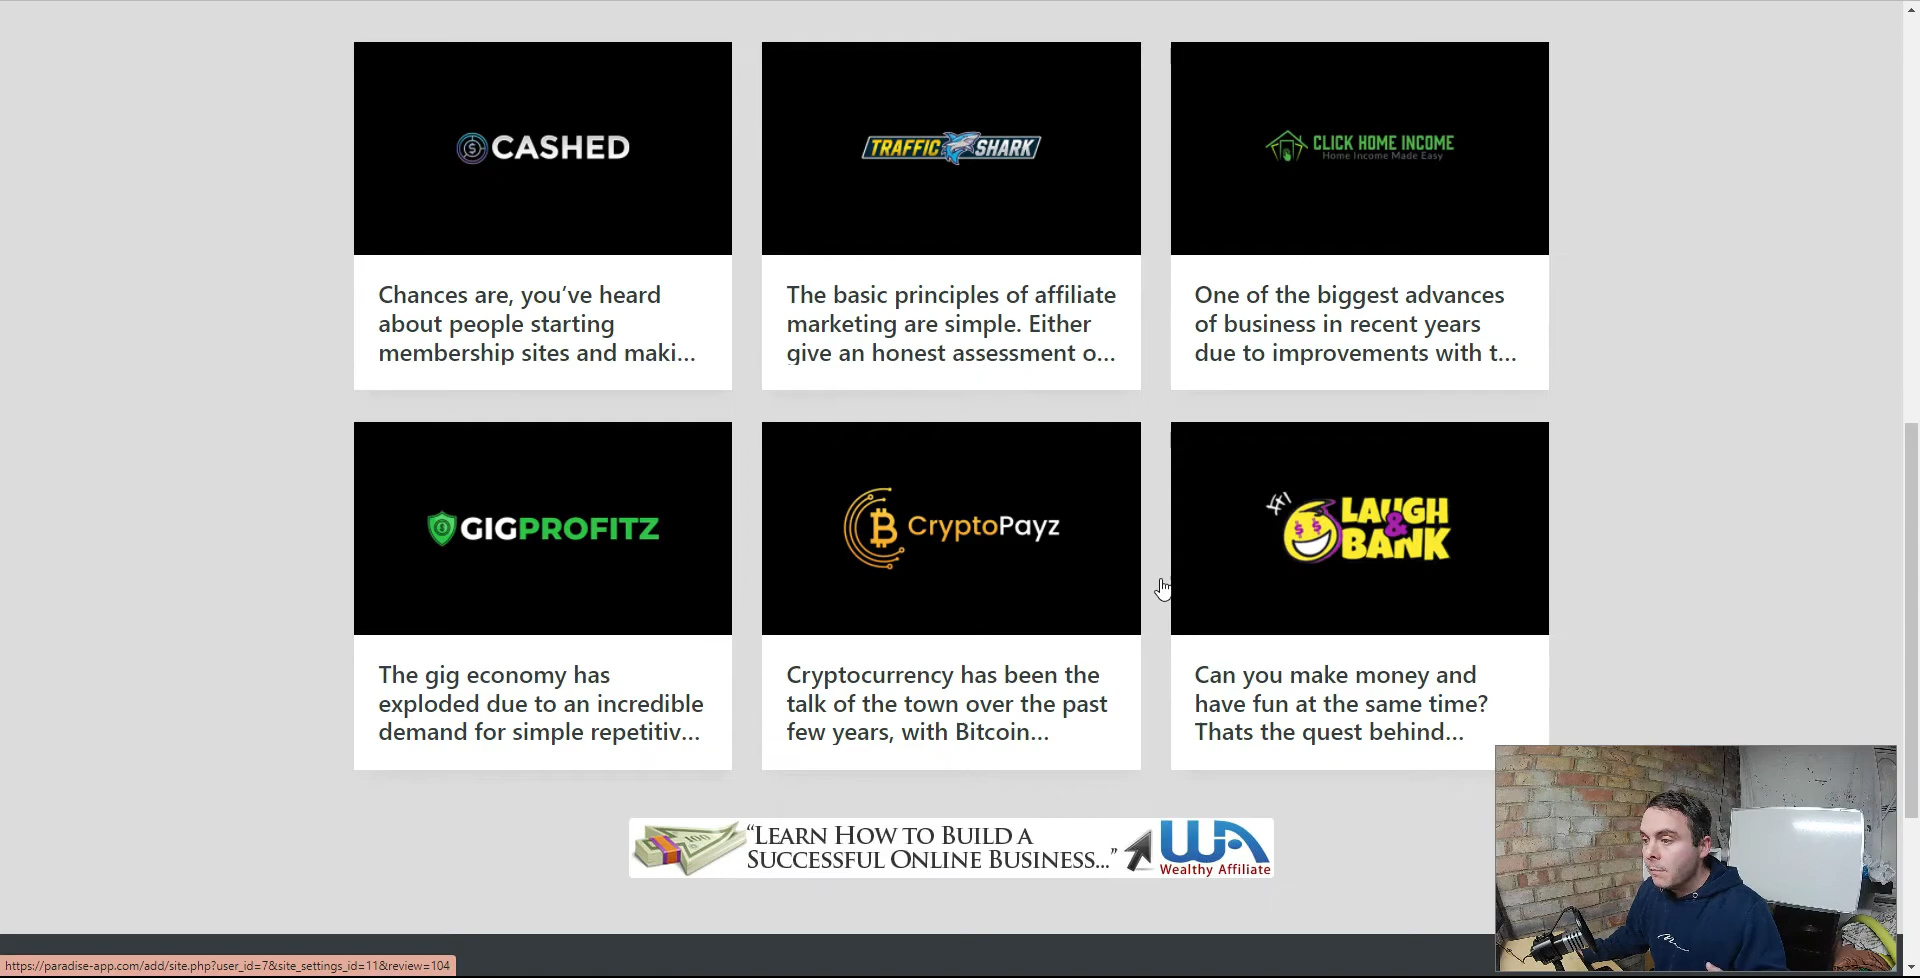 CASHED
TRAFFIC SHARK
CLICK HOME INCOME
Home Income Made Easy
Chances are, you’ve heard
about people starting
membership sites and maki...
The basic principles of affiliate
marketing are simple. Either
give an honest assessment o...
One of the biggest advances
of business in recent years
due to improvements with t...
GIGPROFITZ
CryptoPayz
LAUGH
&
BANK
The gig economy has
exploded due to an incredible
demand for simple repetitiv...
Cryptocurrency has been the
talk of the town over the past
few years, with Bitcoin...
Can you make money and
have fun at the same time?
Thats the quest behind...
“LEARN HOW TO BUILD A
SUCCESSFUL ONLINE BUSINESS...”
WA
Wealthy Affiliate
100
https://paradise-app.com/add/site.php?user_id=7&site_settings_id=11&review=104